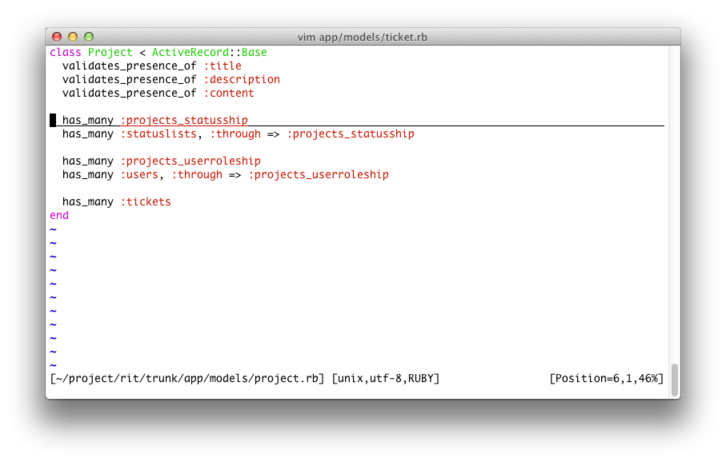 vim app/models/ticket.rb
class Project < ActiveRecord::Base
  validates_presence_of :title
  validates_presence_of :description
  validates_presence_of :content
  has_many :projects_statusship
  has_many :statuslists, :through => :projects_statusship
  has_many :projects_userroleship
  has_many :users, :through => :projects_userroleship
  has_many :tickets
end
~
~
~
~
~
~
~
~
~
~
~
[~/project/rit/trunk/app/models/project.rb] [unix,utf-8,RUBY] [Position=6,1,46%]